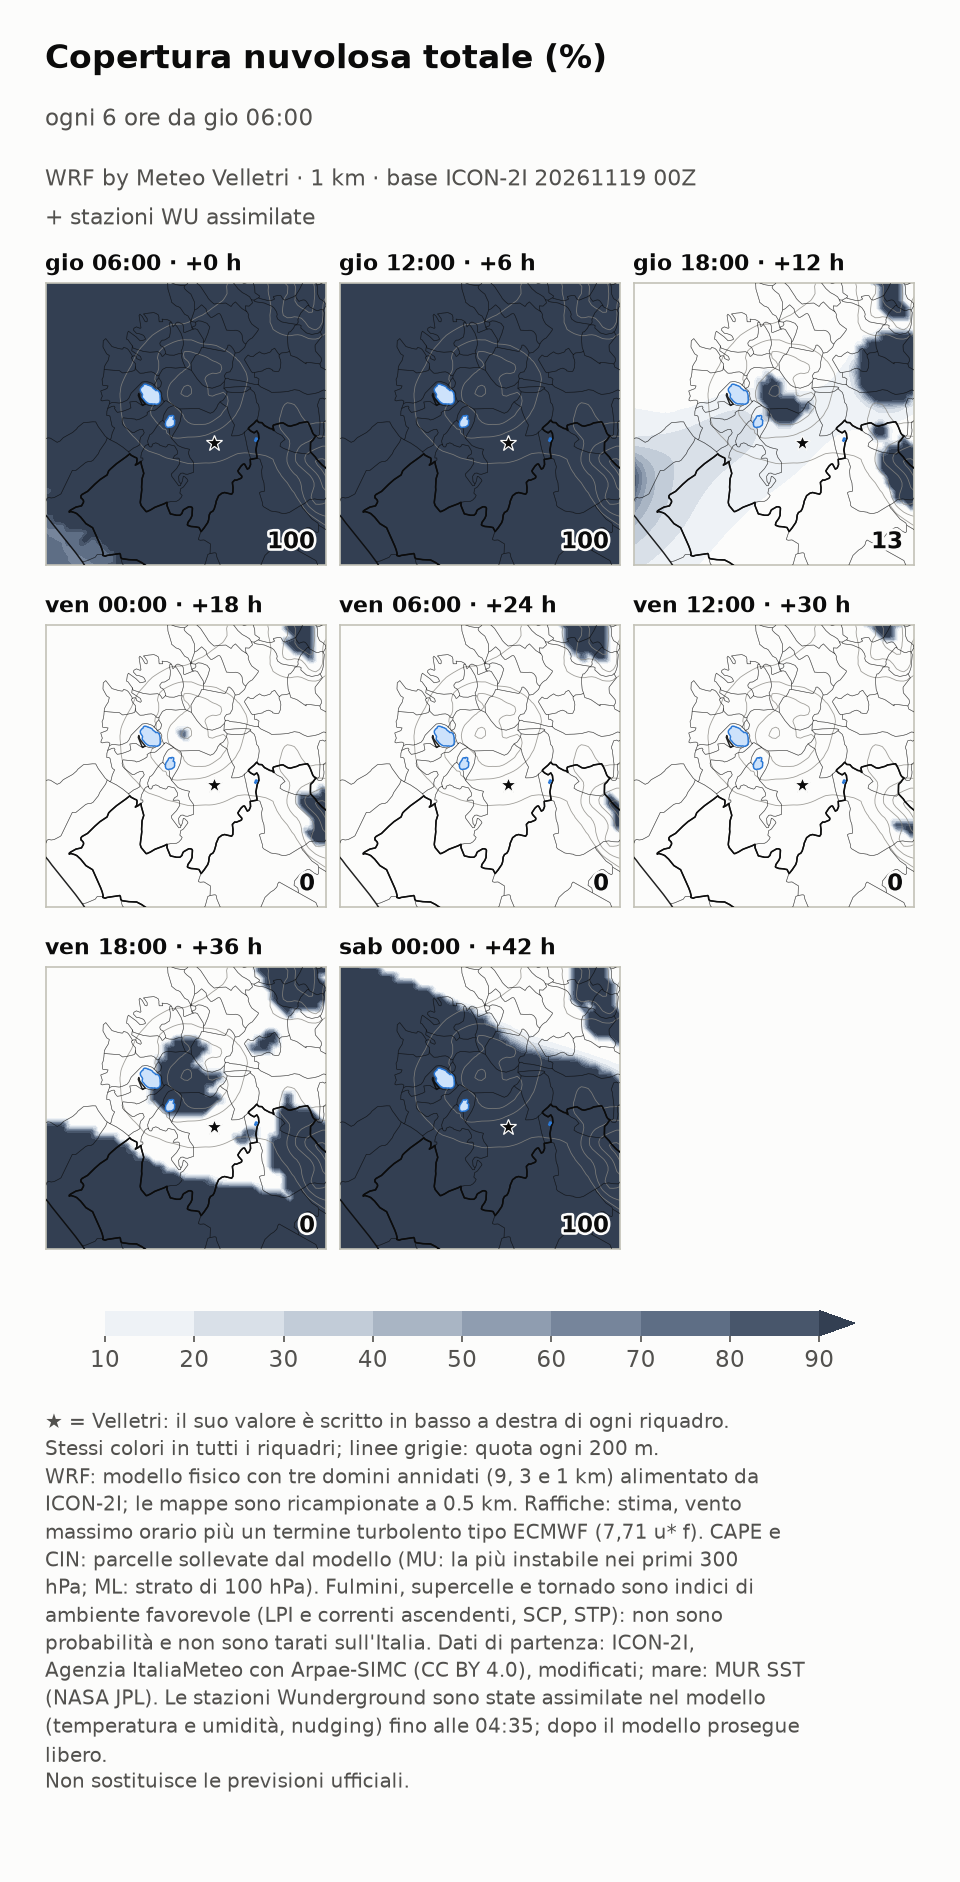 Copertura nuvolosa totale (%)
ogni 6 ore da gio 06:00
WRF by Meteo Velletri · 1 km · base ICON-2I 20261119 00Z
+ stazioni WU assimilate
gio 06:00 · +0 h
gio 12:00 · +6 h
gio 18:00 · +12 h
100
100
13
ven 00:00 · +18 h
ven 06:00 · +24 h
ven 12:00 · +30 h
0
0
0
ven 18:00 · +36 h
sab 00:00 · +42 h
0
100
10 20 30 40 50 60 70 80 90
★ = Velletri: il suo valore è scritto in basso a destra di ogni riquadro.
Stessi colori in tutti i riquadri; linee grigie: quota ogni 200 m.
WRF: modello fisico con tre domini annidati (9, 3 e 1 km) alimentato da
ICON-2I; le mappe sono ricampionate a 0.5 km. Raffiche: stima, vento
massimo orario più un termine turbolento tipo ECMWF (7,71 u* f). CAPE e
CIN: parcelle sollevate dal modello (MU: la più instabile nei primi 300
hPa; ML: strato di 100 hPa). Fulmini, supercelle e tornado sono indici di
ambiente favorevole (LPI e correnti ascendenti, SCP, STP): non sono
probabilità e non sono tarati sull'Italia. Dati di partenza: ICON-2I,
Agenzia ItaliaMeteo con Arpae-SIMC (CC BY 4.0), modificati; mare: MUR SST
(NASA JPL). Le stazioni Wunderground sono state assimilate nel modello
(temperatura e umidità, nudging) fino alle 04:35; dopo il modello prosegue
libero.
Non sostituisce le previsioni ufficiali.